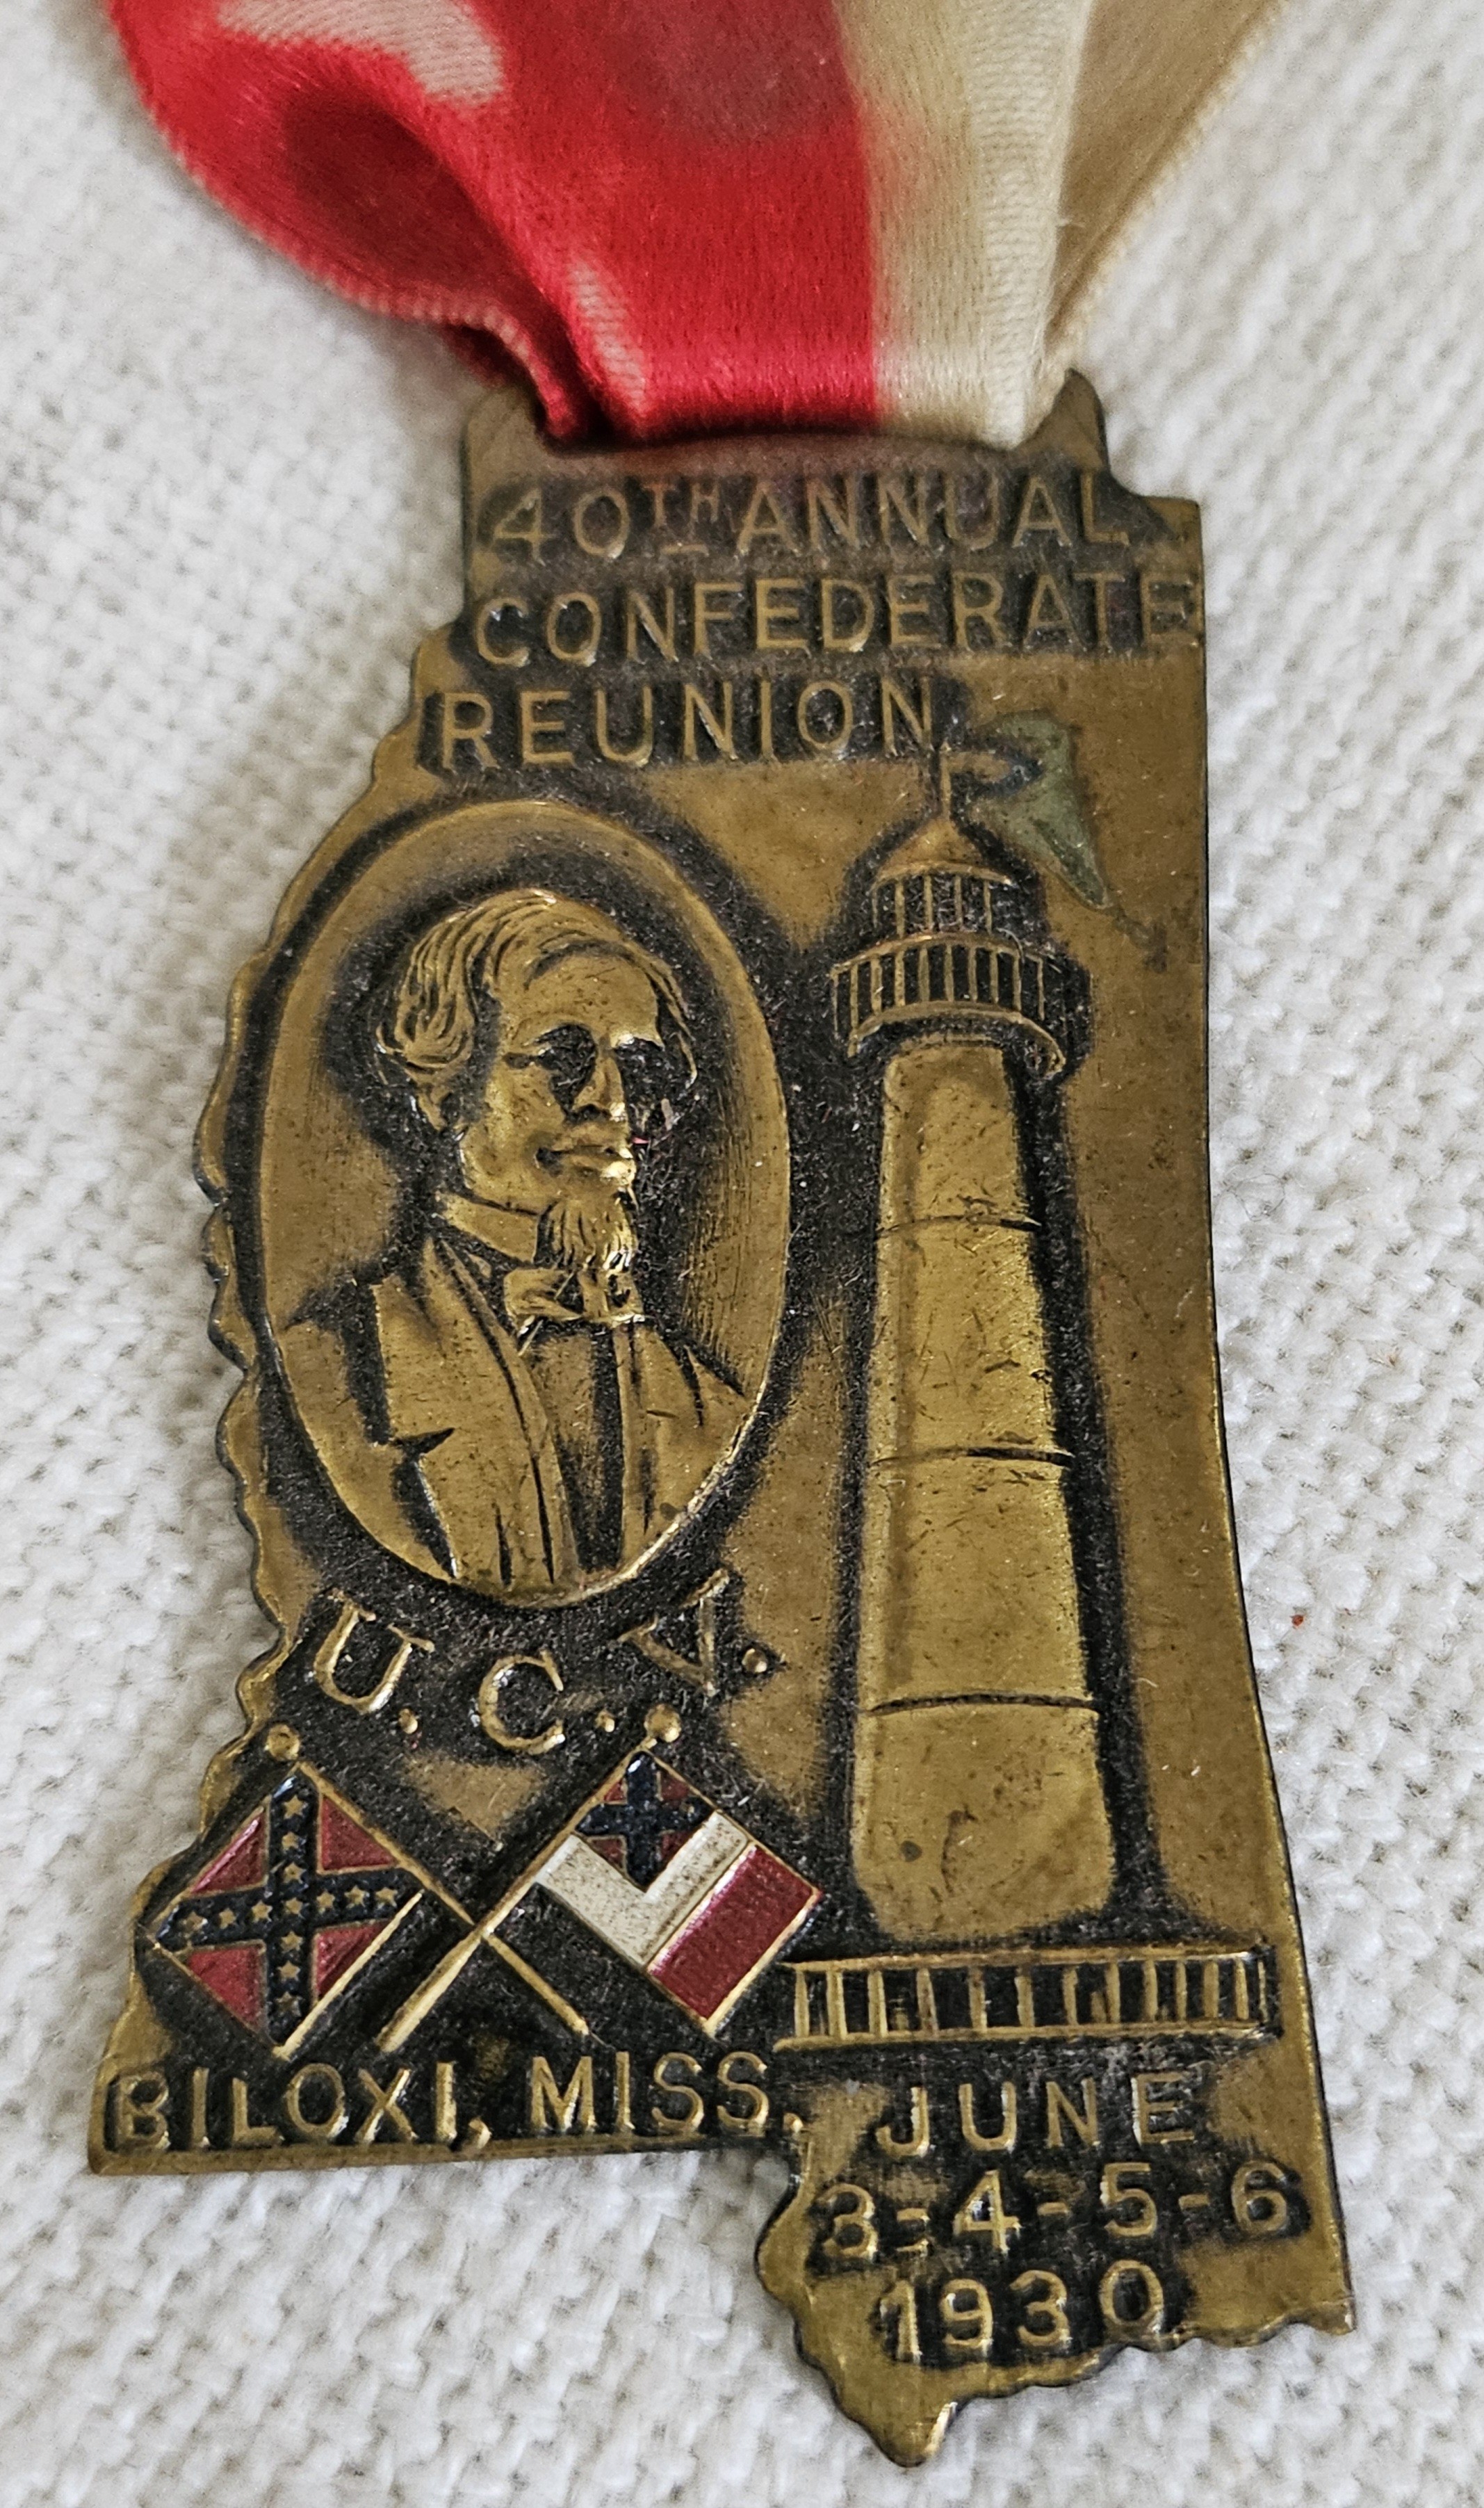 40TH ANNUAL
CONFEDERATE
REUNION
U.C.V.
BILOXI, MISS.
JUNE
3-4-5-6
1930